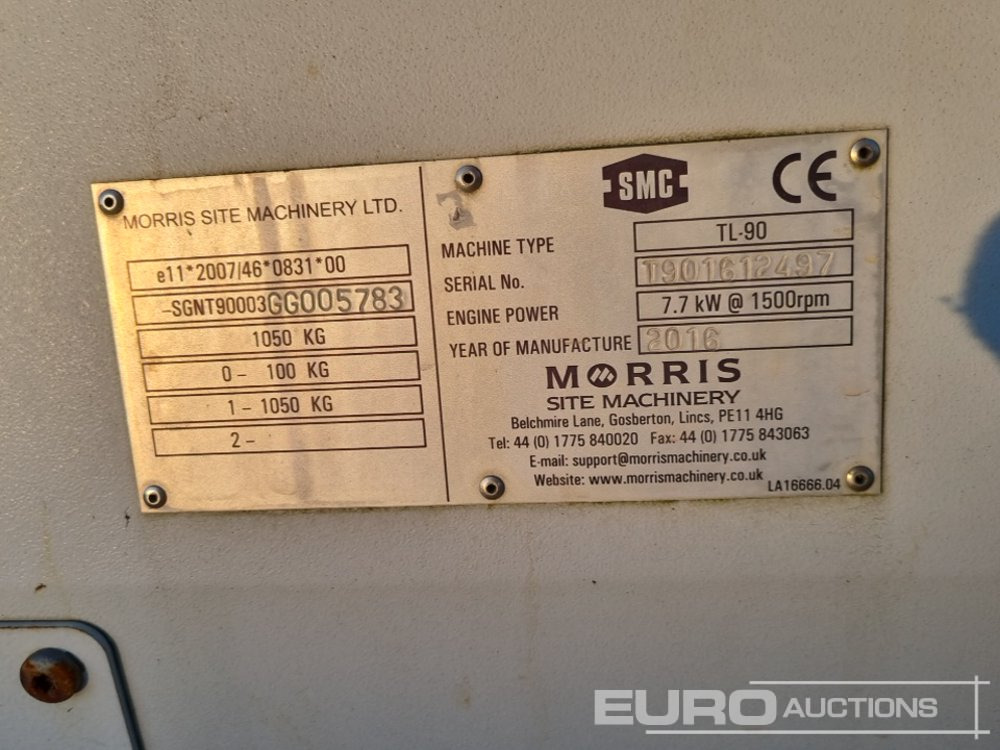 MORRIS SITE MACHINERY LTD.
e11*2007/46*0831*00
-SGNT90003GG005783
1050 KG
0- 100 KG
1- 1050 KG
2-
SMC CE
MACHINE TYPE TL-90
SERIAL No. T901612497
ENGINE POWER 7.7 kW @ 1500rpm
YEAR OF MANUFACTURE 2016
MORRIS
SITE MACHINERY
Belchmire Lane, Gosberton, Lincs, PE11 4HG
Tel: 44 (0) 1775 840020 Fax: 44 (0) 1775 843063
E-mail: support@morrismachinery.co.uk
Website: www.morrismachinery.co.uk
LA16666.04
EURO AUCTIONS